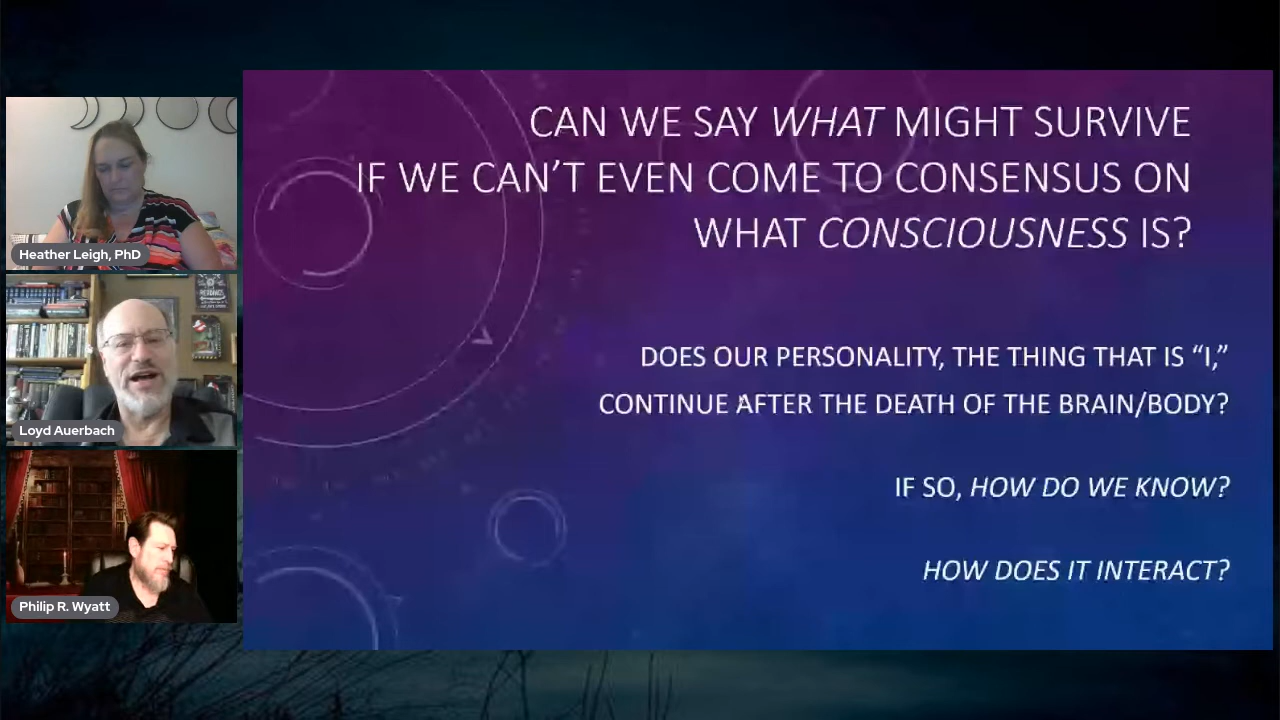 CAN WE SAY WHAT MIGHT SURVIVE
IF WE CAN'T EVEN COME TO CONSENSUS ON
WHAT CONSCIOUSNESS IS?
DOES OUR PERSONALITY, THE THING THAT IS “I,”
CONTINUE AFTER THE DEATH OF THE BRAIN/BODY?
IF SO, HOW DO WE KNOW?
HOW DOES IT INTERACT?
Heather Leigh, PhD
Loyd Auerbach
Philip R. Wyatt